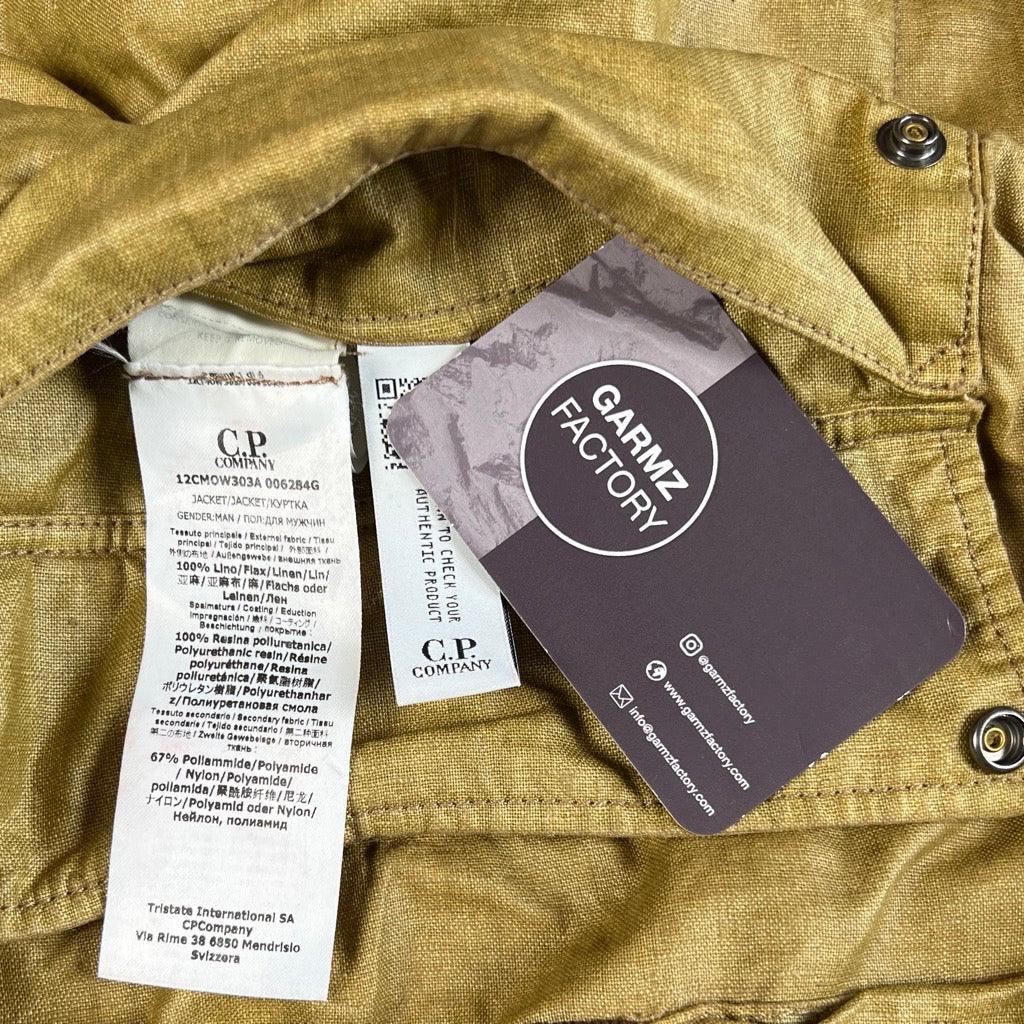 KEEP
C.P.
COMPANY
12CMOW303A 006284G
JACKET/JACKET/КУРТКА
GENDER:MAN / ПОЛ:ДЛЯ МУЖЧИН
Tessuto principale / External fabric / Tissu
principal / Tejido principal / 外部面料 /
外側の布地 / Außengewebe / внешняя ткань
100% Lino/Flax/Linen/Lin/
亚麻/亚麻布/麻/Flachs oder
Leinen/Лен
Spalmatura / Coating / Eduction
Impregnación / 涂料 / コーティング /
Beschichtung / покрытие :
100% Resina poliuretanica/
Polyurethanic resin/Résine
polyuréthane/Resina
poliuretánica/聚氨酯树脂/
ポリウレタン樹脂/Polyurethanhar
z/Полиуретановая смола
Tessuto secondario / Secondary fabric / Tissu
secondaire / Tejido secundario / 第二种面料
第二の布地 / Zweite Gewebelage / вторичная
ткань :
67% Poliammide/Polyamide
/ Nylon/Polyamide/
poliamida/聚酰胺纤维/尼龙/
ナイロン/Polyamid oder Nylon/
Нейлон, полиамид
Tristate International SA
CPCompany
Via Rime 38 6850 Mendrisio
Svizzera
TO CHECK YOUR
AUTHENTIC PRODUCT
C.P.
COMPANY
GARMZ
FACTORY
@garmzfactory
www.garmzfactory.com
info@garmzfactory.com